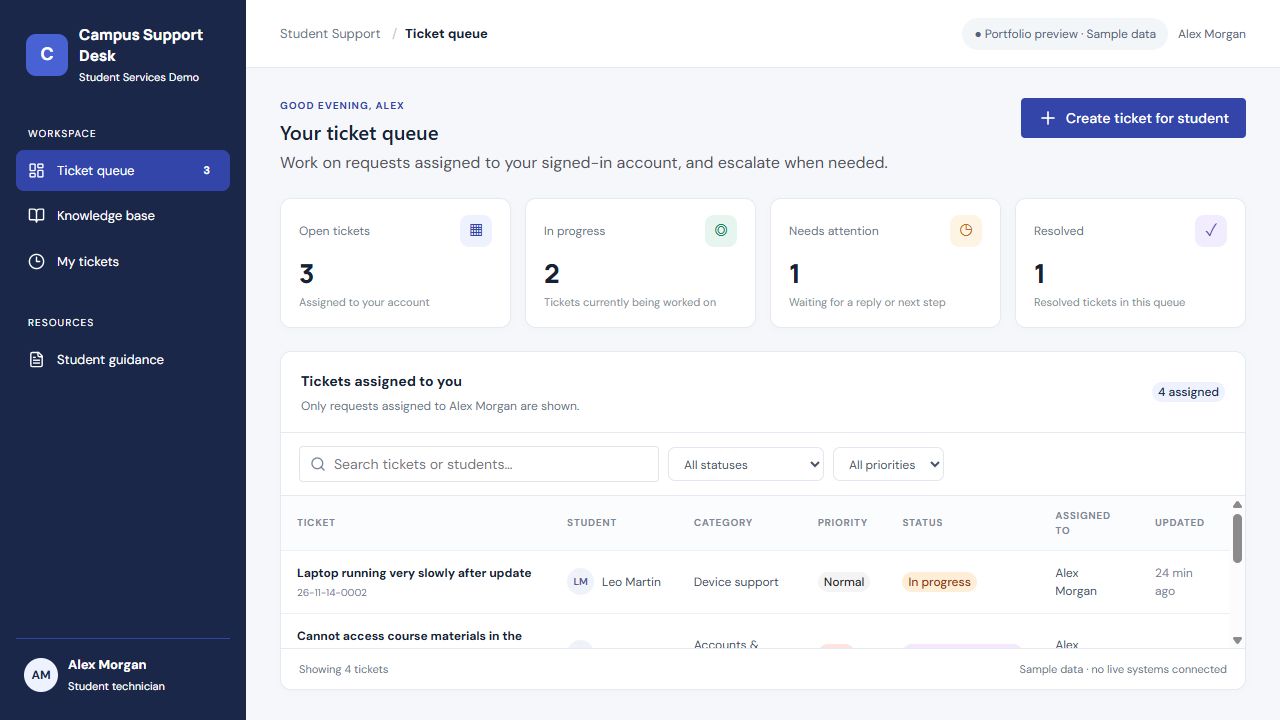 C
Campus Support
Desk
Student Services Demo
WORKSPACE
Ticket queue 3
Knowledge base
My tickets
RESOURCES
Student guidance
AM
Alex Morgan
Student technician
Student Support / Ticket queue
Portfolio preview · Sample data
Alex Morgan
GOOD EVENING, ALEX
Your ticket queue
Work on requests assigned to your signed-in account, and escalate when needed.
Create ticket for student
Open tickets
3
Assigned to your account
In progress
2
Tickets currently being worked on
Needs attention
1
Waiting for a reply or next step
Resolved
1
Resolved tickets in this queue
Tickets assigned to you
Only requests assigned to Alex Morgan are shown.
4 assigned
Search tickets or students...
All statuses
All priorities
TICKET STUDENT CATEGORY PRIORITY STATUS ASSIGNED TO UPDATED
Laptop running very slowly after update
26-11-14-0002
LM Leo Martin
Device support
Normal
In progress
Alex
Morgan
24 min
ago
Cannot access course materials in the
Accounts &
Alex
Showing 4 tickets
Sample data · no live systems connected